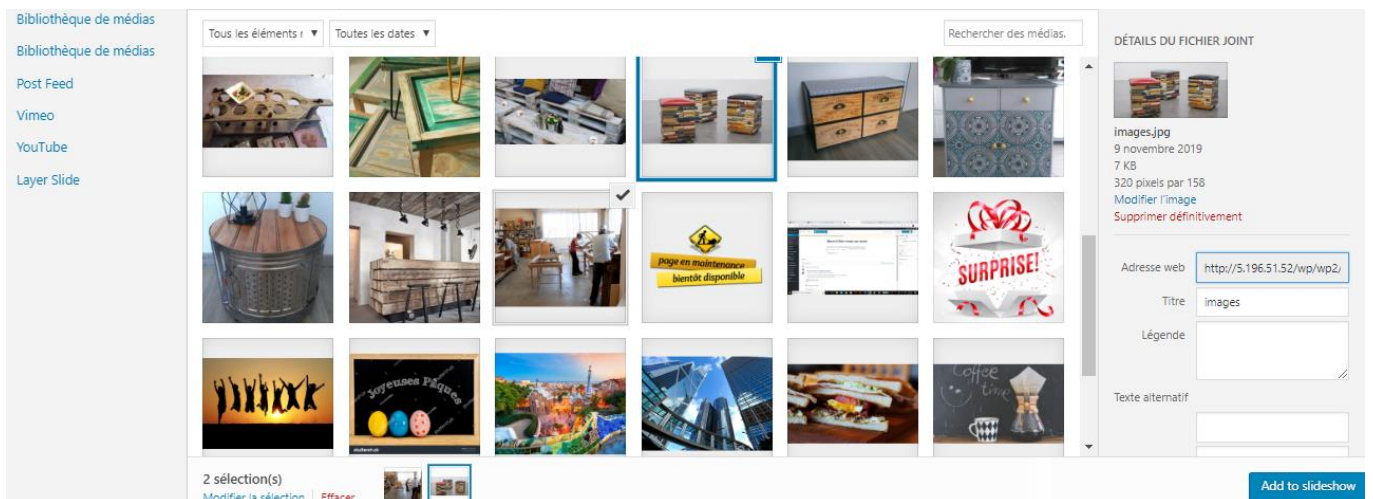 Bibliothèque de médias
Bibliothèque de médias
Post Feed
Vimeo
YouTube
Layer Slide
Tous les éléments r ▼
Toutes les dates ▼
Rechercher des médias.
page en maintenance
bientôt disponible
SURPRISE!
Joyeuses Pâques
Coffee
time
2 sélection(s)
Modifier la sélection
Effacer
DÉTAILS DU FICHIER JOINT
images.jpg
9 novembre 2019
7 KB
320 pixels par 158
Modifier l'image
Supprimer définitivement
Adresse web
http://5.196.51.52/wp/wp2/
Titre
images
Légende
Texte alternatif
Add to slideshow